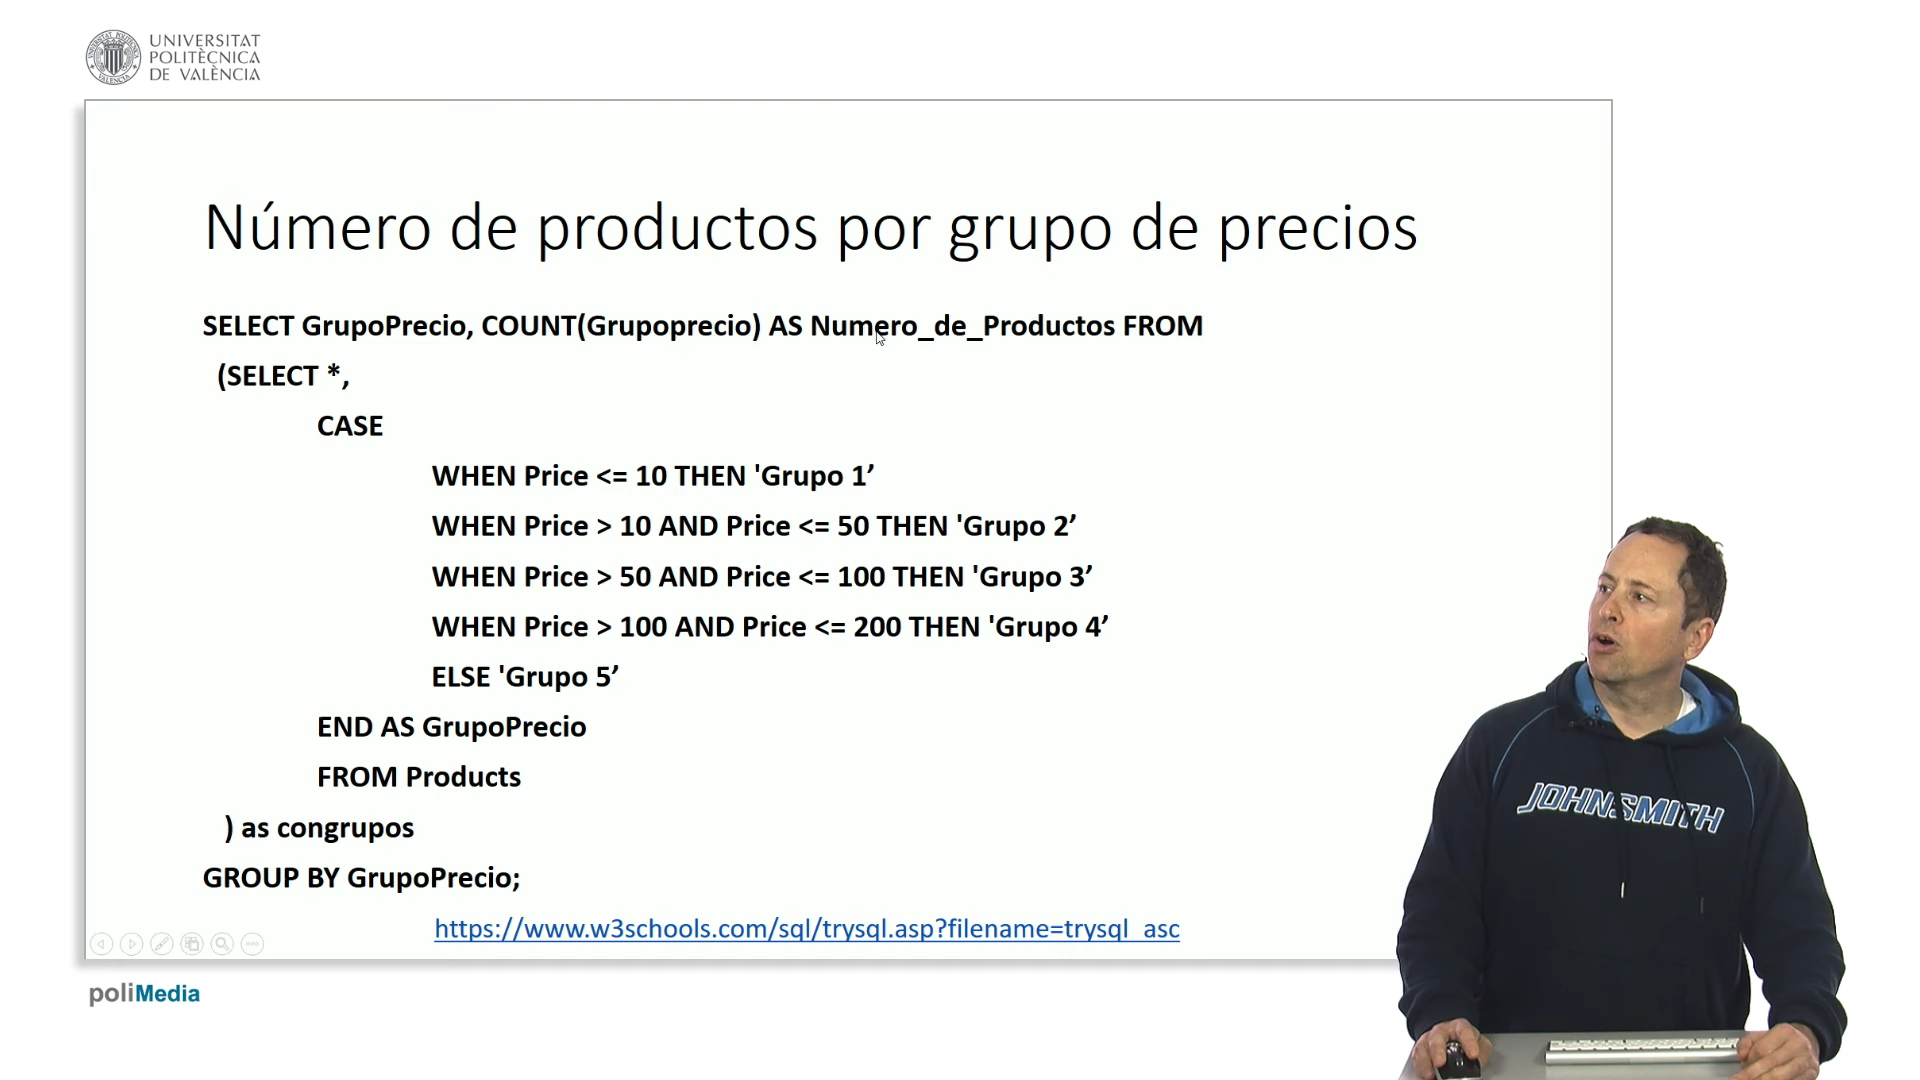 UNIVERSITAT
POLITÈCNICA
DE VALÈNCIA
Número de productos por grupo de precios
SELECT GrupoPrecio, COUNT(Grupoprecio) AS Numero_de_Productos FROM
(SELECT *,
CASE
WHEN Price <= 10 THEN 'Grupo 1’
WHEN Price > 10 AND Price <= 50 THEN 'Grupo 2’
WHEN Price > 50 AND Price <= 100 THEN 'Grupo 3’
WHEN Price > 100 AND Price <= 200 THEN 'Grupo 4’
ELSE 'Grupo 5’
END AS GrupoPrecio
FROM Products
) as congrupos
GROUP BY GrupoPrecio;
https://www.w3schools.com/sql/trysql.asp?filename=trysql_asc
JOHN SMITH
poliMedia